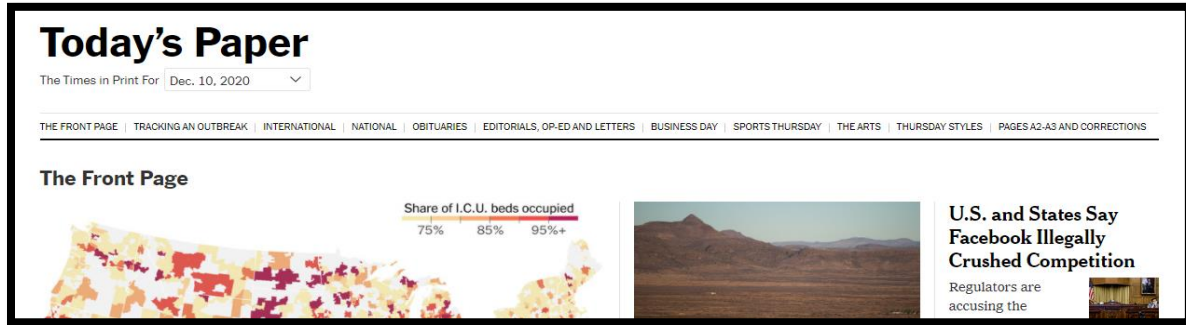 Today's Paper
The Times in Print For Dec. 10, 2020
THE FRONT PAGE | TRACKING AN OUTBREAK | INTERNATIONAL | NATIONAL | OBITUARIES | EDITORIALS, OP-ED AND LETTERS | BUSINESS DAY | SPORTS THURSDAY | THE ARTS | THURSDAY STYLES | PAGES A2-A3 AND CORRECTIONS
The Front Page
Share of I.C.U. beds occupied
75% 85% 95%+
U.S. and States Say
Facebook Illegally
Crushed Competition
Regulators are
accusing the